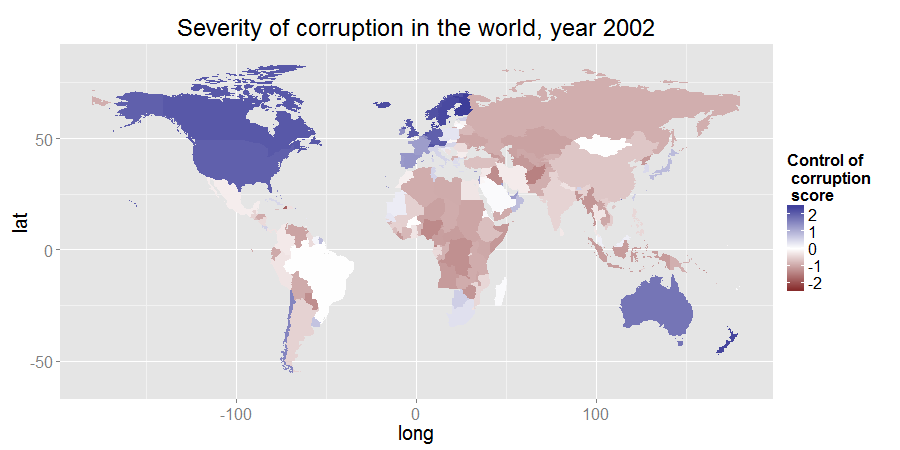 Severity of corruption in the world, year 2002
lat
50
0
-50
-100
0
100
long
Control of
corruption
score
2
1
0
-1
-2